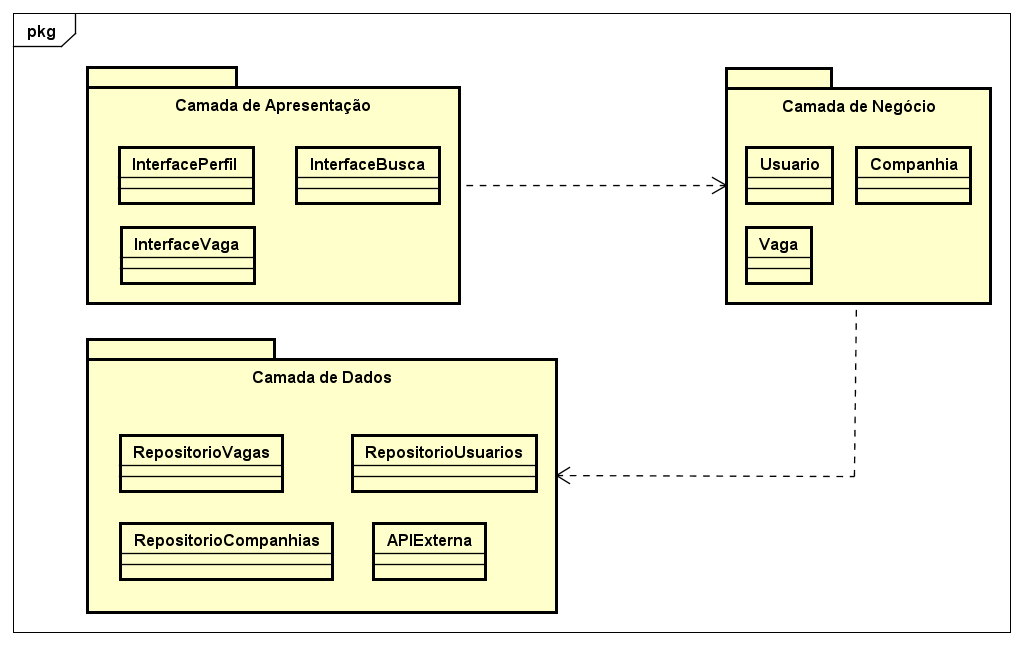 pkg
Camada de Apresentação
InterfacePerfil
InterfaceBusca
InterfaceVaga
Camada de Negócio
Usuario
Companhia
Vaga
Camada de Dados
RepositorioVagas
RepositorioUsuarios
RepositorioCompanhias
APIExterna